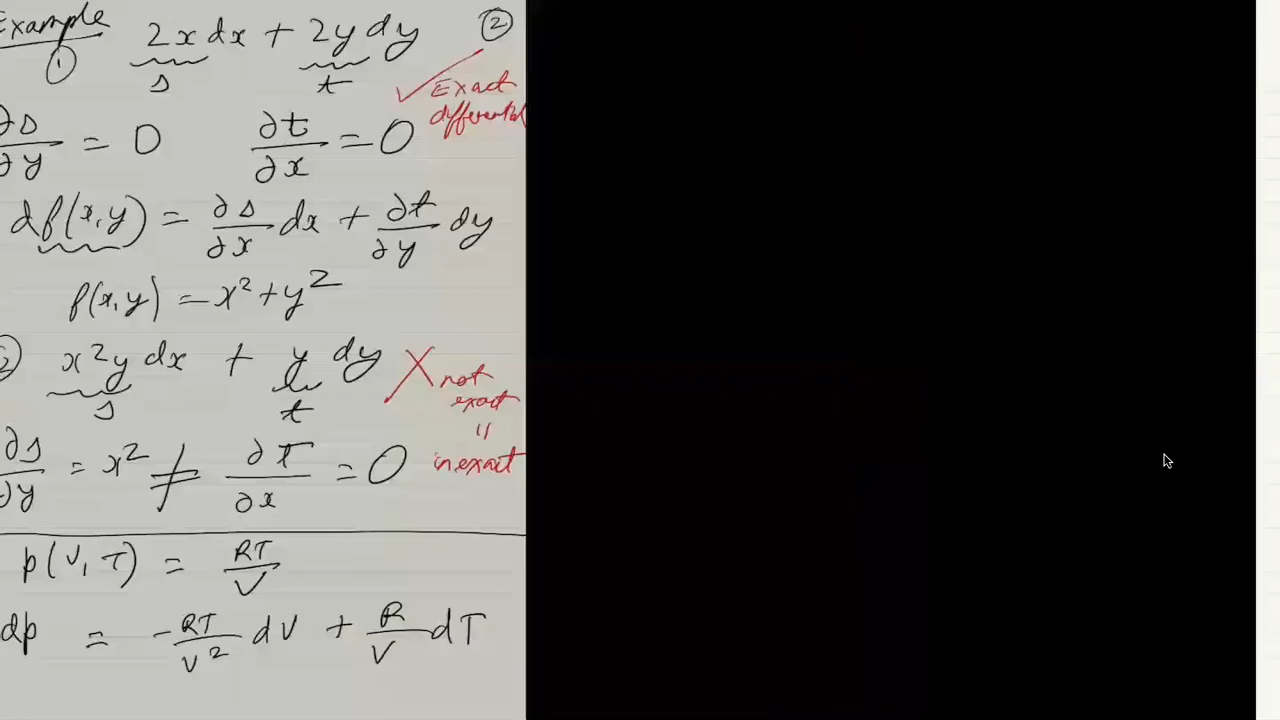 Example 2x dx + 2y dy ②
① s t ✓ Exact differential
∂s/∂y = 0 ∂t/∂x = 0
df(x,y) = ∂s/∂x dx + ∂t/∂y dy
f(x,y) = x² + y²
② x²y dx + y dy X not exact
s t "
inexact
∂s/∂y = x² ≠ ∂t/∂x = 0
p(V,T) = RT/V
dp = -RT/V² dV + R/V dT